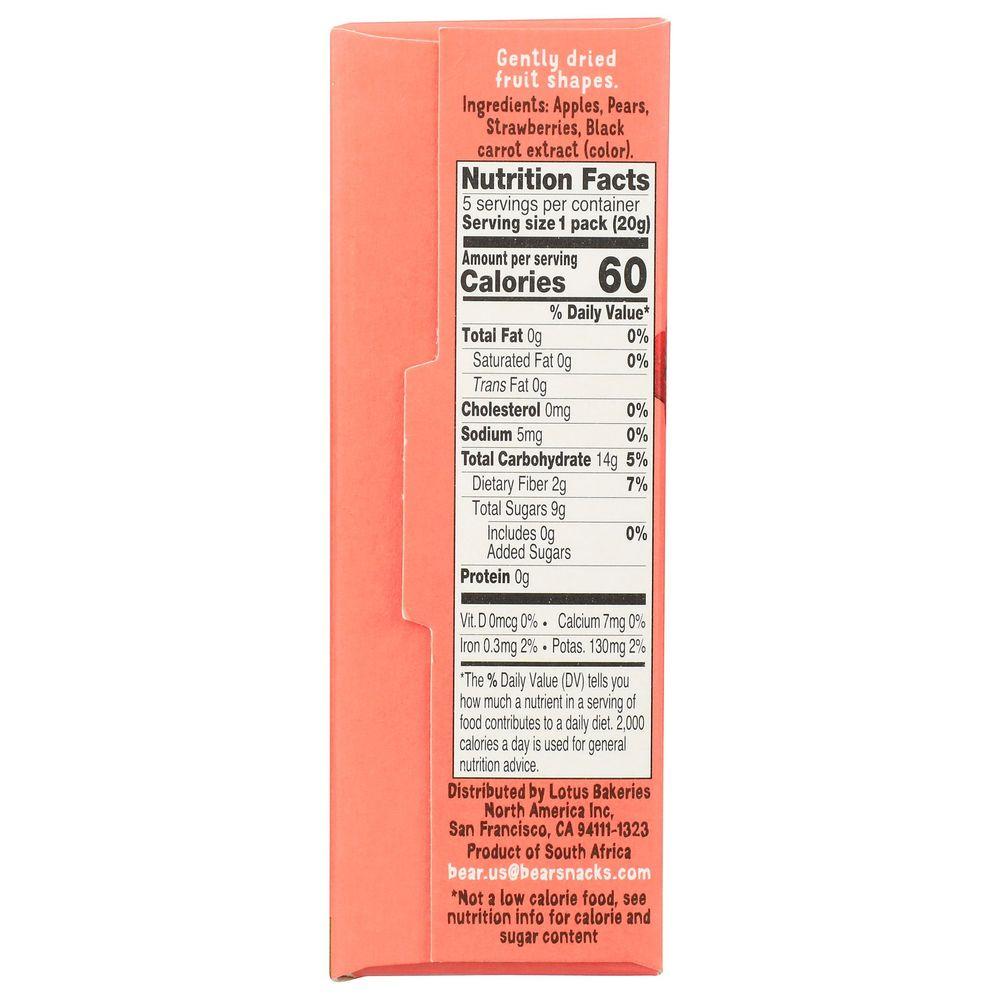 Gently dried
fruit shapes.
Ingredients: Apples, Pears,
Strawberries, Black
carrot extract (color).
Nutrition Facts
5 servings per container
Serving size 1 pack (20g)
Amount per serving
Calories 60
% Daily Value*
Total Fat 0g 0%
Saturated Fat 0g 0%
Trans Fat 0g
Cholesterol 0mg 0%
Sodium 5mg 0%
Total Carbohydrate 14g 5%
Dietary Fiber 2g 7%
Total Sugars 9g
Includes 0g 0%
Added Sugars
Protein 0g
Vit. D 0mcg 0% • Calcium 7mg 0%
Iron 0.3mg 2% • Potas. 130mg 2%
*The % Daily Value (DV) tells you
how much a nutrient in a serving of
food contributes to a daily diet. 2,000
calories a day is used for general
nutrition advice.
Distributed by Lotus Bakeries
North America Inc,
San Francisco, CA 94111-1323
Product of South Africa
bear.us@bearsnacks.com
*Not a low calorie food, see
nutrition info for calorie and
sugar content